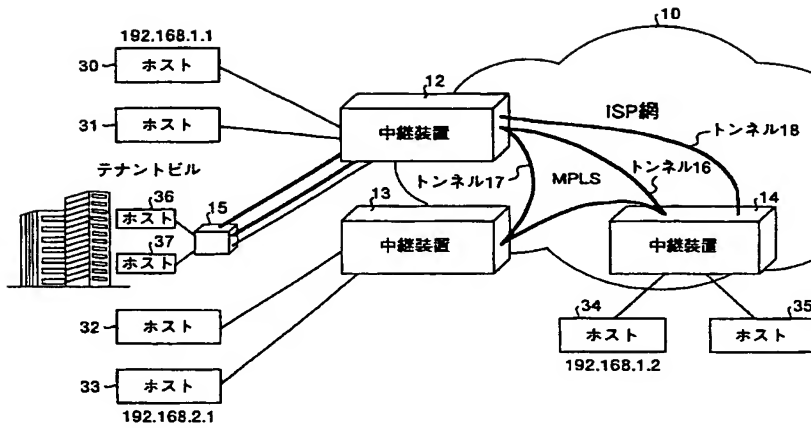 10
192.168.1.1
30
ホスト
12
31
ホスト
中継装置
ISP網
トンネル18
テナントビル
36
ホスト
15
37
ホスト
トンネル17
MPLS
トンネル16
13
中継装置
14
中継装置
32
ホスト
34
ホスト
35
ホスト
33
ホスト
192.168.1.2
192.168.2.1